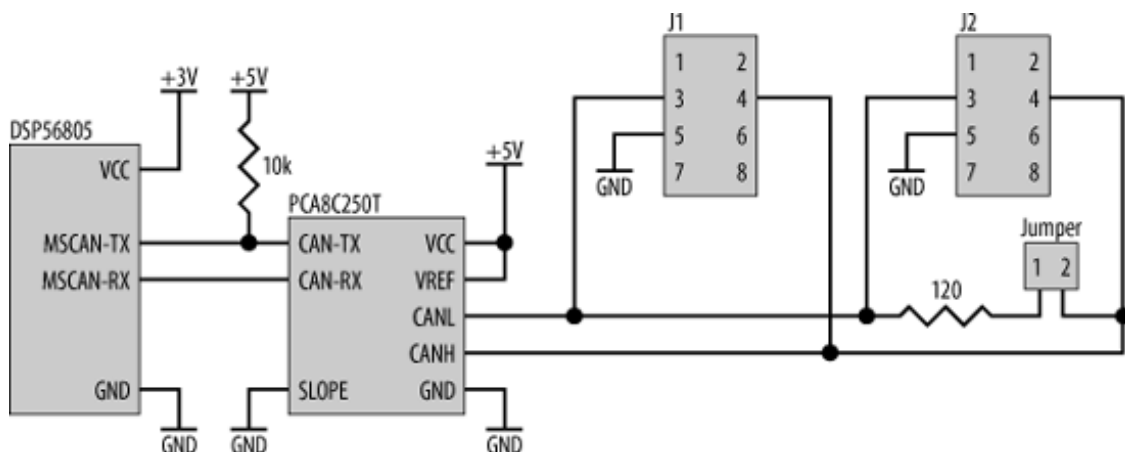 J1
J2
1 2
3 4
5 6
7 8
1 2
3 4
5 6
7 8
+3V
+5V
DSP56805
VCC
10k
+5V
GND
GND
PCA8C250T
Jumper
1 2
MSCAN-TX
CAN-TX
VCC
MSCAN-RX
CAN-RX
VREF
120
CANL
CANH
GND
SLOPE
GND
GND
GND
GND